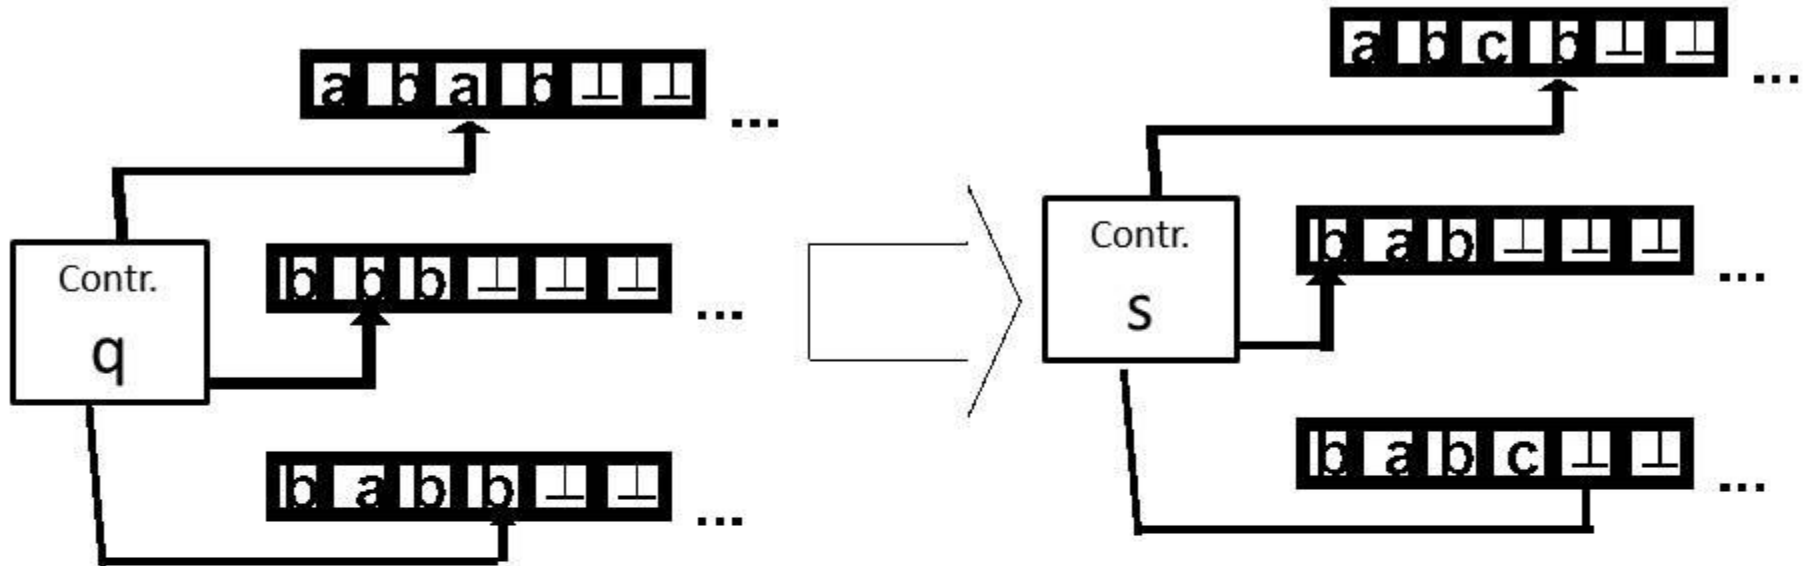 a b a b ⊥ ⊥ ...
Contr.
q
b b b ⊥ ⊥ ⊥ ...
b a b b ⊥ ⊥ ...
a b c b ⊥ ⊥ ...
Contr.
s
b a b ⊥ ⊥ ⊥ ...
b a b c ⊥ ⊥ ...